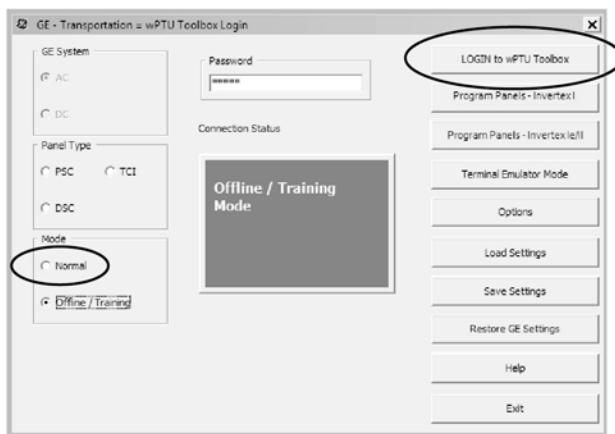 GE - Transportation = wPTU Toolbox Login
GE System
AC
DC
Panel Type
PSC TCI
DSC
Mode
Normal
Offline / Training
Password
*****
Connection Status
Offline / Training
Mode
LOGIN to wPTU Toolbox
Program Panels - Invertex I
Program Panels - Invertex Ie/II
Terminal Emulator Mode
Options
Load Settings
Save Settings
Restore GE Settings
Help
Exit